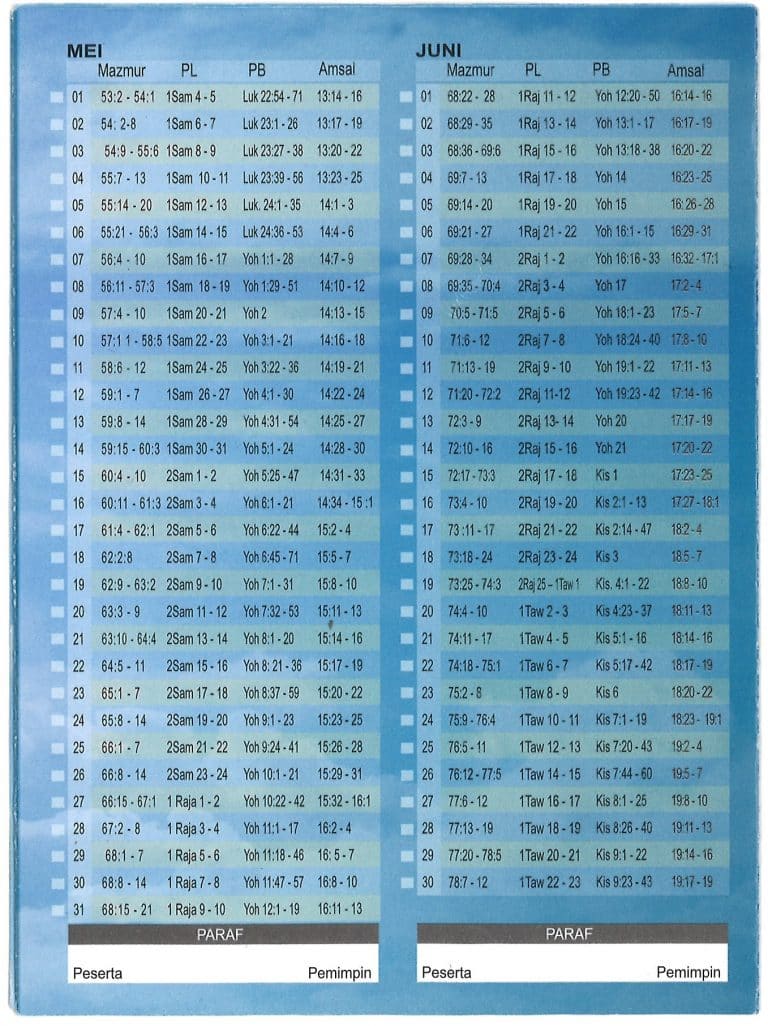 MEI
Mazmur PL PB Amsal
01 53:2 - 54:1 1Sam 4 - 5 Luk 22:54 - 71 13:14 - 16
02 54: 2-8 1Sam 6 - 7 Luk 23:1 - 26 13:17 - 19
03 54:9 - 55:6 1Sam 8 - 9 Luk 23:27 - 38 13:20 - 22
04 55:7 - 13 1Sam 10 - 11 Luk 23:39 - 56 13:23 - 25
05 55:14 - 20 1Sam 12 - 13 Luk. 24:1 - 35 14:1 - 3
06 55:21 - 56:3 1Sam 14 - 15 Luk 24:36 - 53 14:4 - 6
07 56:4 - 10 1Sam 16 - 17 Yoh 1:1 - 28 14:7 - 9
08 56:11 - 57:3 1Sam 18 - 19 Yoh 1:29 - 51 14:10 - 12
09 57:4 - 10 1Sam 20 - 21 Yoh 2 14:13 - 15
10 57:1 1 - 58:5 1Sam 22 - 23 Yoh 3:1 - 21 14:16 - 18
11 58:6 - 12 1Sam 24 - 25 Yoh 3:22 - 36 14:19 - 21
12 59:1 - 7 1Sam 26 - 27 Yoh 4:1 - 30 14:22 - 24
13 59:8 - 14 1Sam 28 - 29 Yoh 4:31 - 54 14:25 - 27
14 59:15 - 60:3 1Sam 30 - 31 Yoh 5:1 - 24 14:28 - 30
15 60:4 - 10 2Sam 1 - 2 Yoh 5:25 - 47 14:31 - 33
16 60:11 - 61:3 2Sam 3 - 4 Yoh 6:1 - 21 14:34 - 15 :1
17 61:4 - 62:1 2Sam 5 - 6 Yoh 6:22 - 44 15:2 - 4
18 62:2:8 2Sam 7 - 8 Yoh 6:45 - 71 15:5 - 7
19 62:9 - 63:2 2Sam 9 - 10 Yoh 7:1 - 31 15:8 - 10
20 63:3 - 9 2Sam 11 - 12 Yoh 7:32 - 53 15:11 - 13
21 63:10 - 64:4 2Sam 13 - 14 Yoh 8:1 - 20 15:14 - 16
22 64:5 - 11 2Sam 15 - 16 Yoh 8: 21 - 36 15:17 - 19
23 65:1 - 7 2Sam 17 - 18 Yoh 8:37 - 59 15:20 - 22
24 65:8 - 14 2Sam 19 - 20 Yoh 9:1 - 23 15:23 - 25
25 66:1 - 7 2Sam 21 - 22 Yoh 9:24 - 41 15:26 - 28
26 66:8 - 14 2Sam 23 - 24 Yoh 10:1 - 21 15:29 - 31
27 66:15 - 67:1 1 Raja 1 - 2 Yoh 10:22 - 42 15:32 - 16:1
28 67:2 - 8 1 Raja 3 - 4 Yoh 11:1 - 17 16:2 - 4
29 68:1 - 7 1 Raja 5 - 6 Yoh 11:18 - 46 16: 5 - 7
30 68:8 - 14 1 Raja 7 - 8 Yoh 11:47 - 57 16:8 - 10
31 68:15 - 21 1 Raja 9 - 10 Yoh 12:1 - 19 16:11 - 13
PARAF
Peserta Pemimpin
JUNI
Mazmur PL PB Amsal
01 68:22 - 28 1Raj 11 - 12 Yoh 12:20 - 50 16:14 - 16
02 68:29 - 35 1Raj 13 - 14 Yoh 13:1 - 17 16:17 - 19
03 68:36 - 69:6 1Raj 15 - 16 Yoh 13:18 - 38 16:20 - 22
04 69:7 - 13 1Raj 17 - 18 Yoh 14 16:23 - 25
05 69:14 - 20 1Raj 19 - 20 Yoh 15 16: 26 - 28
06 69:21 - 27 1Raj 21 - 22 Yoh 16:1 - 15 16:29 - 31
07 69:28 - 34 2Raj 1 - 2 Yoh 16:16 - 33 16:32 - 17:1
08 69:35 - 70:4 2Raj 3 - 4 Yoh 17 17:2 - 4
09 70:5 - 71:5 2Raj 5 - 6 Yoh 18:1 - 23 17:5 - 7
10 71:6 - 12 2Raj 7 - 8 Yoh 18:24 - 40 17:8 - 10
11 71:13 - 19 2Raj 9 - 10 Yoh 19:1 - 22 17:11 - 13
12 71:20 - 72:2 2Raj 11-12 Yoh 19:23 - 42 17:14 - 16
13 72:3 - 9 2Raj 13- 14 Yoh 20 17:17 - 19
14 72:10 - 16 2Raj 15 - 16 Yoh 21 17:20 - 22
15 72:17 - 73:3 2Raj 17 - 18 Kis 1 17:23 - 25
16 73:4 - 10 2Raj 19 - 20 Kis 2:1 - 13 17:27 - 18:1
17 73 :11 - 17 2Raj 21 - 22 Kis 2:14 - 47 18:2 - 4
18 73:18 - 24 2Raj 23 - 24 Kis 3 18:5 - 7
19 73:25 - 74:3 2Raj 25 – 1Taw 1 Kis. 4:1 - 22 18:8 - 10
20 74:4 - 10 1Taw 2 - 3 Kis 4:23 - 37 18:11 - 13
21 74:11 - 17 1Taw 4 - 5 Kis 5:1 - 16 18:14 - 16
22 74:18 - 75:1 1Taw 6 - 7 Kis 5:17 - 42 18:17 - 19
23 75:2 - 8 1Taw 8 - 9 Kis 6 18:20 - 22
24 75:9 - 76:4 1Taw 10 - 11 Kis 7:1 - 19 18:23 - 19:1
25 76:5 - 11 1Taw 12 - 13 Kis 7:20 - 43 19:2 - 4
26 76:12 - 77:5 1Taw 14 - 15 Kis 7:44 - 60 19:5 - 7
27 77:6 - 12 1Taw 16 - 17 Kis 8:1 - 25 19:8 - 10
28 77:13 - 19 1Taw 18 - 19 Kis 8:26 - 40 19:11 - 13
29 77:20 - 78:5 1Taw 20 - 21 Kis 9:1 - 22 19:14 - 16
30 78:7 - 12 1Taw 22 - 23 Kis 9:23 - 43 19:17 - 19
PARAF
Peserta Pemimpin